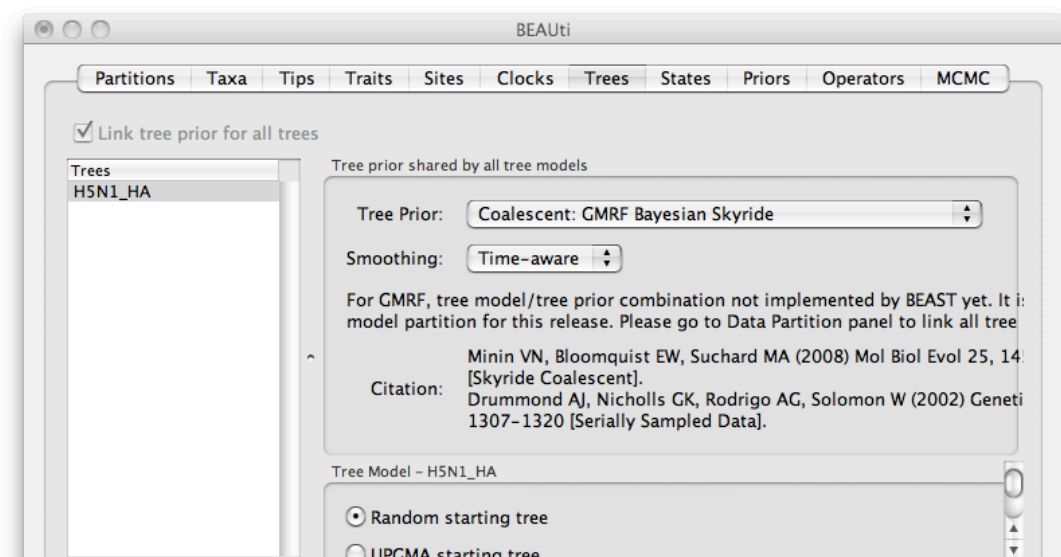 BEAUti
Partitions Taxa Tips Traits Sites Clocks Trees States Priors Operators MCMC
Link tree prior for all trees
Trees
H5N1_HA
Tree prior shared by all tree models
Tree Prior: Coalescent: GMRF Bayesian Skyride
Smoothing: Time-aware
For GMRF, tree model/tree prior combination not implemented by BEAST yet. It
model partition for this release. Please go to Data Partition panel to link all tree
Minin VN, Bloomquist EW, Suchard MA (2008) Mol Biol Evol 25,
[Skyride Coalescent].
Citation:
Drummond AJ, Nicholls GK, Rodrigo AG, Solomon W (2002)
1307-1320 [Serially Sampled Data].
Tree Model - H5N1_HA
Random starting tree
UPGMA starting tree